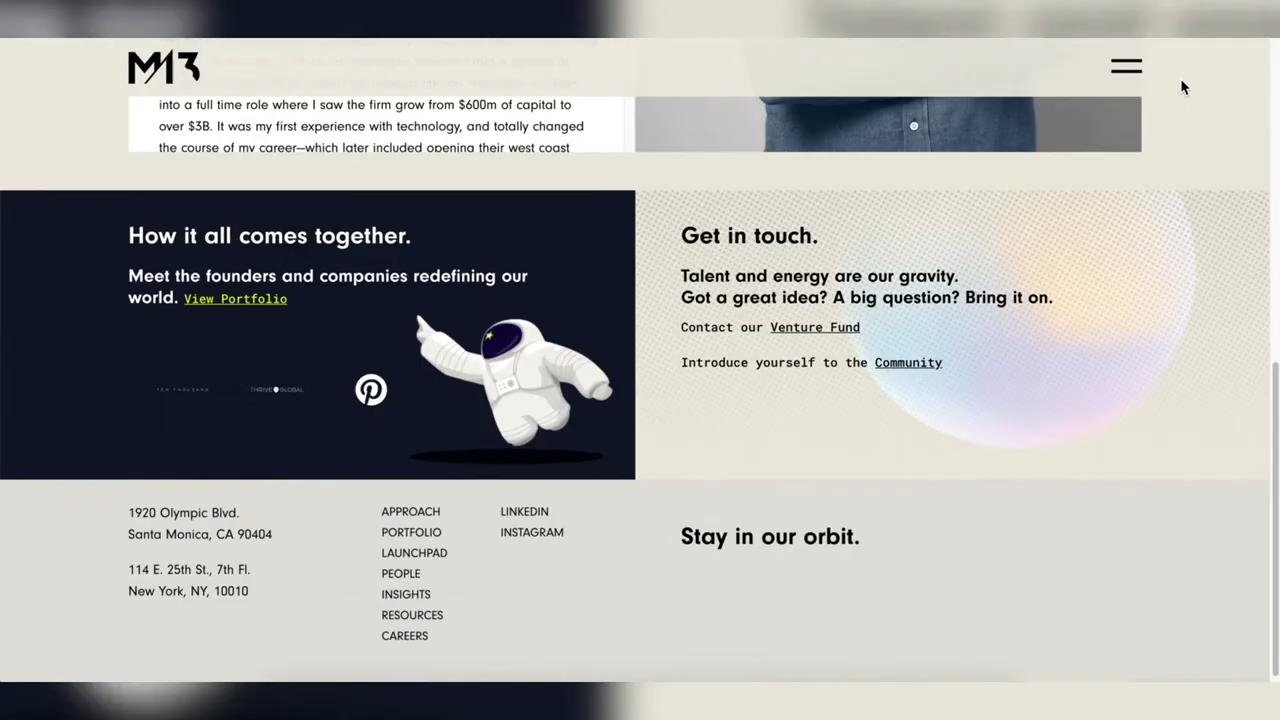 M13
into a full time role where I saw the firm grow from $600m of capital to
over $3B. It was my first experience with technology, and totally changed
the course of my career—which later included opening their west coast
How it all comes together.
Meet the founders and companies redefining our
world. View Portfolio
TEN THOUSAND
THRIVE GLOBAL
Get in touch.
Talent and energy are our gravity.
Got a great idea? A big question? Bring it on.
Contact our Venture Fund
Introduce yourself to the Community
1920 Olympic Blvd.
Santa Monica, CA 90404
114 E. 25th St., 7th Fl.
New York, NY, 10010
APPROACH
PORTFOLIO
LAUNCHPAD
PEOPLE
INSIGHTS
RESOURCES
CAREERS
LINKEDIN
INSTAGRAM
Stay in our orbit.